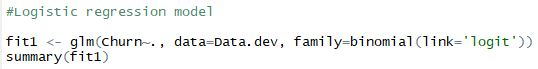 #Logistic regression model
fit1 <- glm(Churn~., data=Data.dev, family=binomial(link='logit'))
summary(fit1)